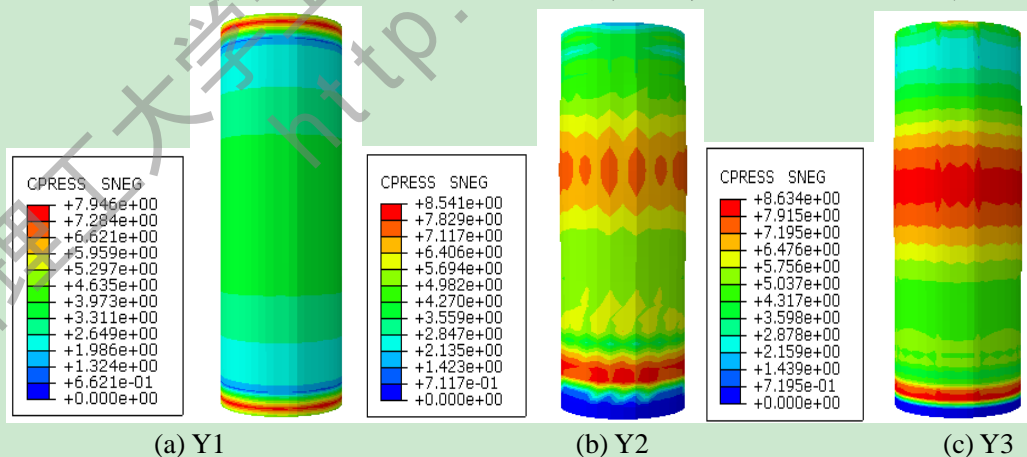 理工大学
http.
CPRESS SNEG
+7.946e+00
+7.284e+00
+6.621e+00
+5.959e+00
+5.297e+00
+4.635e+00
+3.973e+00
+3.311e+00
+2.649e+00
+1.986e+00
+1.324e+00
+6.621e-01
+0.000e+00
(a) Y1
CPRESS SNEG
+8.541e+00
+7.829e+00
+7.117e+00
+6.406e+00
+5.694e+00
+4.982e+00
+4.270e+00
+3.559e+00
+2.847e+00
+2.135e+00
+1.423e+00
+7.117e-01
+0.000e+00
(b) Y2
CPRESS SNEG
+8.634e+00
+7.915e+00
+7.195e+00
+6.476e+00
+5.756e+00
+5.037e+00
+4.317e+00
+3.598e+00
+2.878e+00
+2.159e+00
+1.439e+00
+7.195e-01
+0.000e+00
(c) Y3